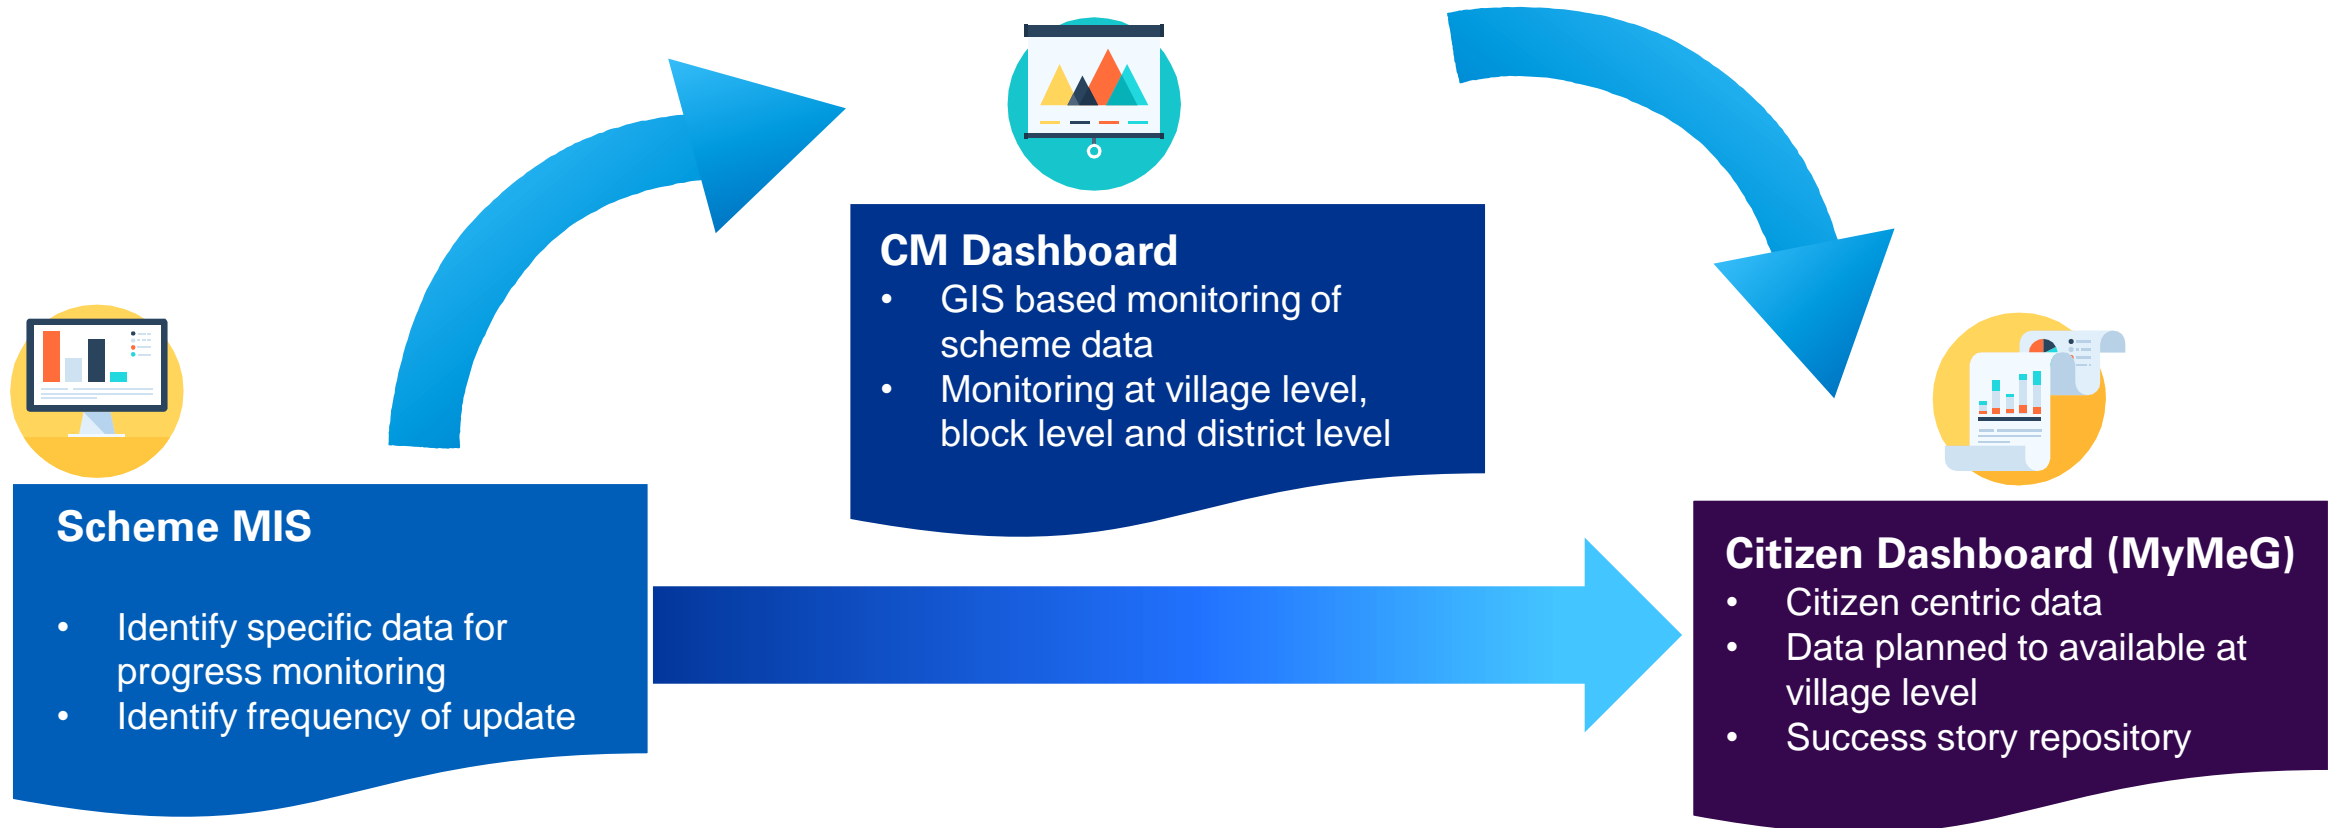 CM Dashboard
• GIS based monitoring of
scheme data
• Monitoring at village level,
block level and district level
Scheme MIS
• Identify specific data for
progress monitoring
• Identify frequency of update
Citizen Dashboard (MyMeG)
• Citizen centric data
• Data planned to available at
village level
• Success story repository